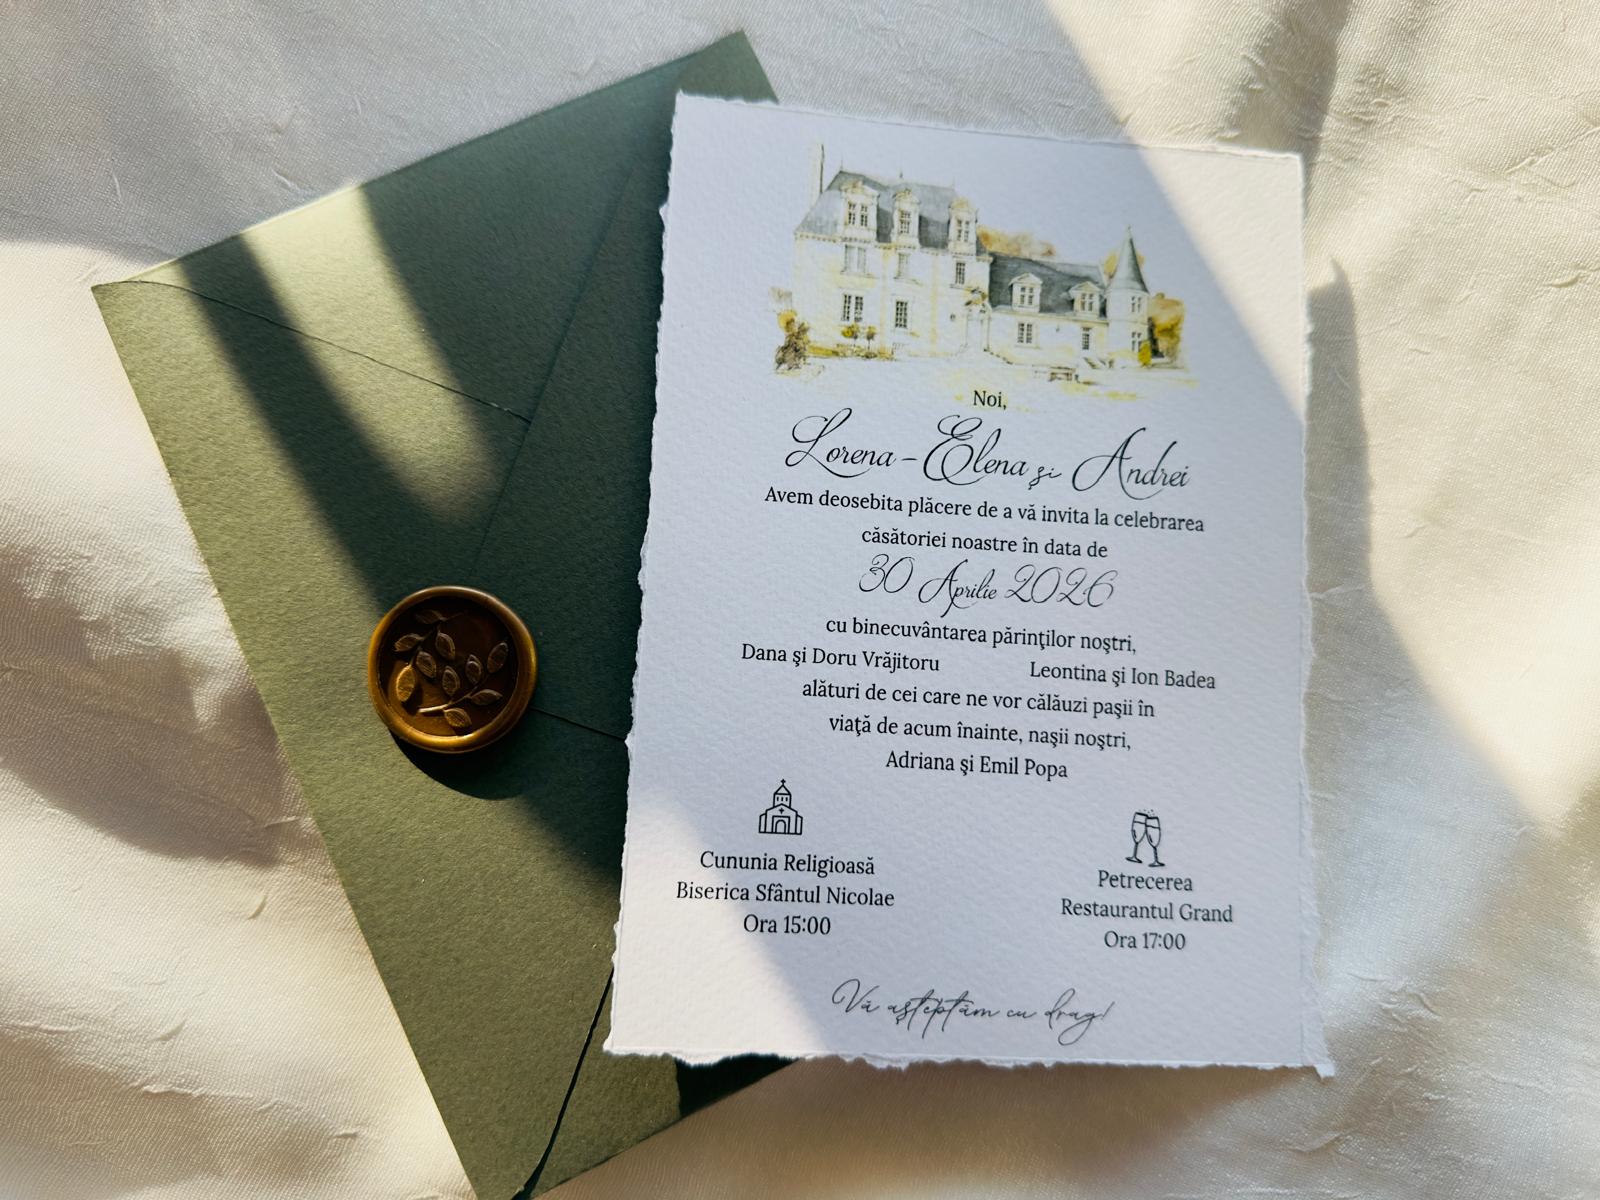 Noi,
Lorena-Elena şi Andrei
Avem deosebita plăcere de a vă invita la celebrarea
căsătoriei noastre în data de
30 Aprilie 2026
cu binecuvântarea părinţilor noştri,
Dana şi Doru Vrăjitoru
Leontina şi Ion Badea
alături de cei care ne vor călăuzi paşii în
viaţă de acum înainte, naşii noştri,
Adriana şi Emil Popa
Cununia Religioasă
Biserica Sfântul Nicolae
Ora 15:00
Petrecerea
Restaurantul Grand
Ora 17:00
Vă aşteptăm cu drag!